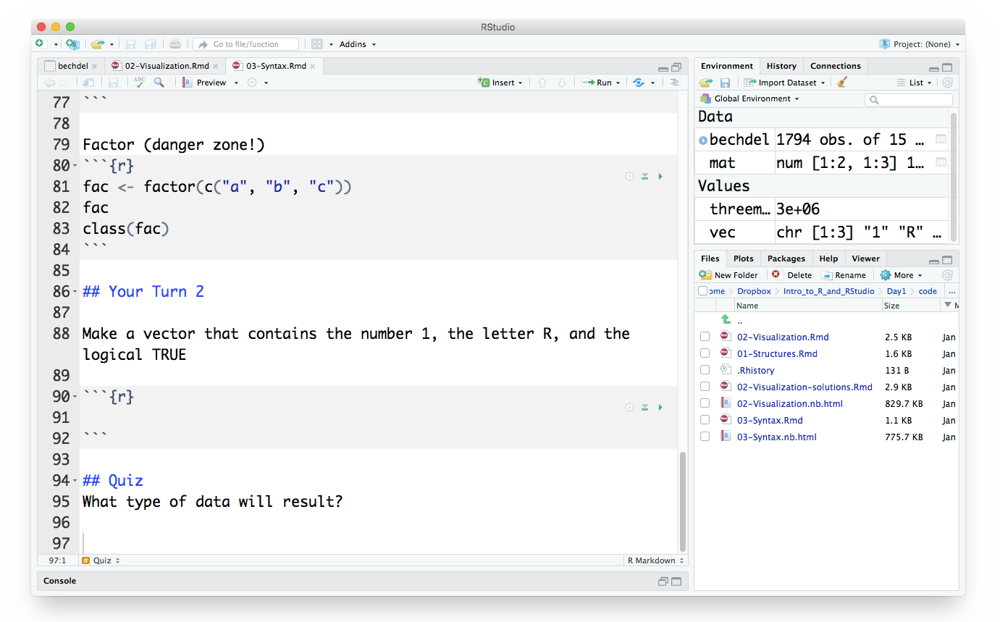 RStudio
Go to file/function
Addins
Project: (None)
bechdel
02-Visualization.Rmd
03-Syntax.Rmd
ABC
Preview
Insert
Run
77 ```
78
79 Factor (danger zone!)
80 ```{r}
81 fac <- factor(c("a", "b", "c"))
82 fac
83 class(fac)
84 ```
85
86 ## Your Turn 2
87
88 Make a vector that contains the number 1, the letter R, and the
logical TRUE
89
90 ```{r}
91
92 ```
93
94 ## Quiz
95 What type of data will result?
96
97
97:1 # Quiz R Markdown
Console
Environment History Connections
Import Dataset List
Global Environment
Data
bechdel 1794 obs. of 15 …
mat num [1:2, 1:3] 1…
Values
threem… 3e+06
vec chr [1:3] "1" "R" …
Files Plots Packages Help Viewer
New Folder Delete Rename More
ome Dropbox Intro_to_R_and_RStudio Day1 code ...
Name Size M
..
02-Visualization.Rmd 2.5 KB Jan
01-Structures.Rmd 1.6 KB Jan
.Rhistory 131 B Jan
02-Visualization-solutions.Rmd 2.9 KB Jan
02-Visualization.nb.html 829.7 KB Jan
03-Syntax.Rmd 1.1 KB Jan
03-Syntax.nb.html 775.7 KB Jan